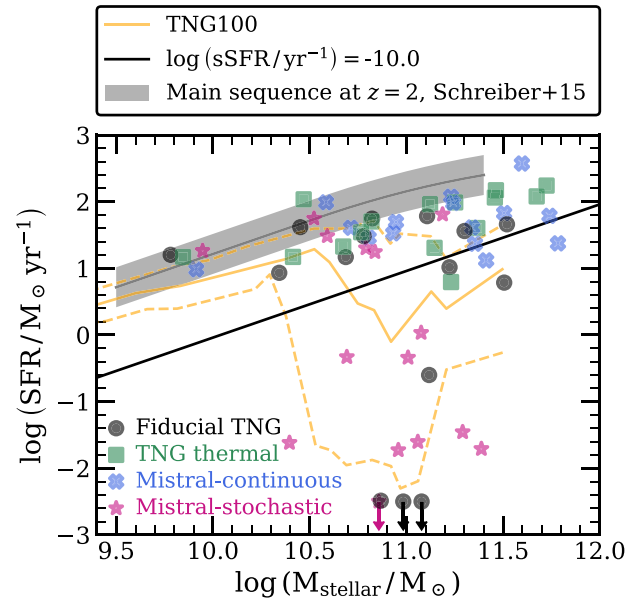 TNG100
log (sSFR/yr⁻¹) = -10.0
Main sequence at z = 2, Schreiber+15
3
2
1
0
−1
−2
−3
log (SFR/M⊙ yr⁻¹)
Fiducial TNG
TNG thermal
Mistral-continuous
Mistral-stochastic
9.5 10.0 10.5 11.0 11.5 12.0
log (M_stellar/M⊙)